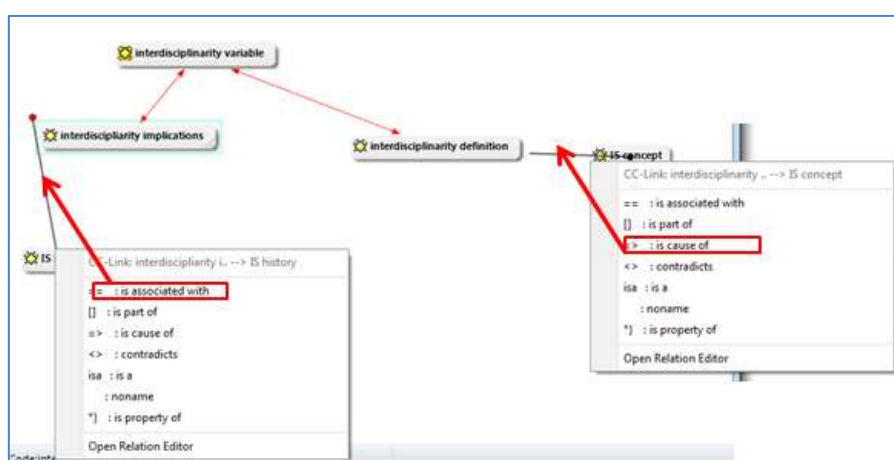 interdisciplinarity variable
interdiscipliarity implications
interdisciplinarity definition
IS concept
CC-Link: interdisciplinarity .. --> IS concept
== : is associated with
[] : is part of
=> : is cause of
<> : contradicts
isa : is a
: noname
*} : is property of
Open Relation Editor
IS
CC-Link: interdiscipliarity i.. --> IS history
== : is associated with
[] : is part of
=> : is cause of
<> : contradicts
isa : is a
: noname
*} : is property of
Open Relation Editor